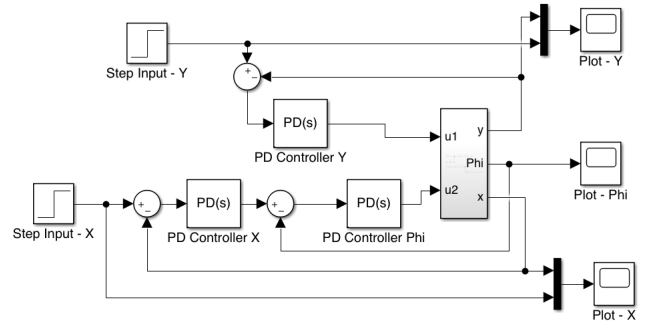 Step Input - Y
+
−
PD(s)
PD Controller Y
u1
u2
y
Phi
x
Plot - Y
Plot - Phi
Step Input - X
+
−
PD(s)
PD Controller X
+
−
PD(s)
PD Controller Phi
Plot - X